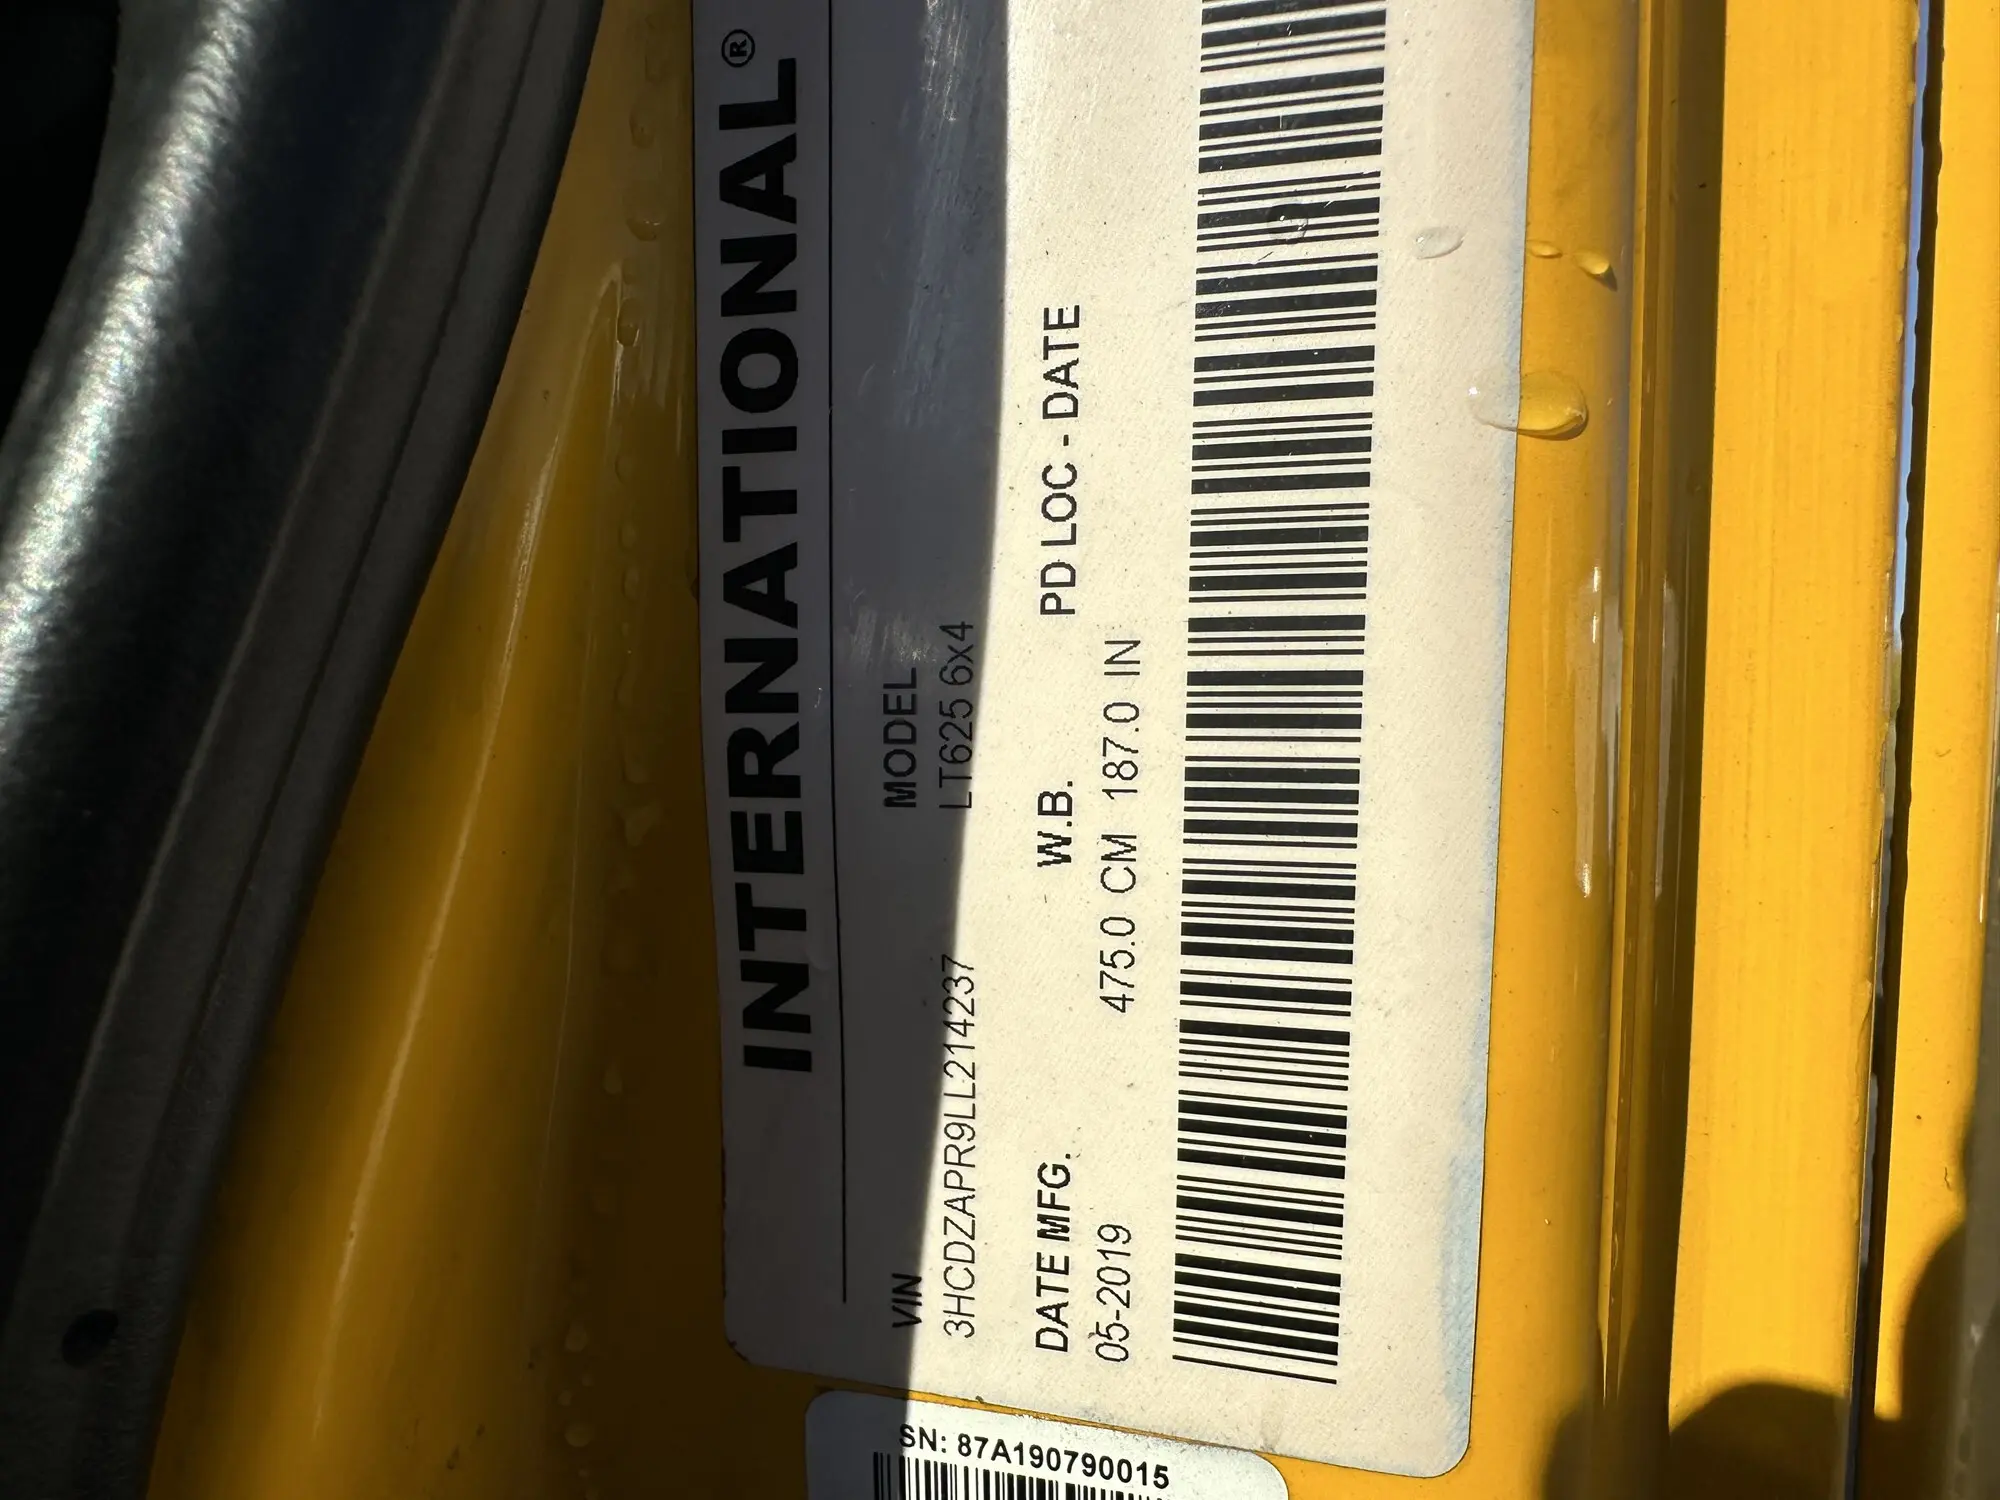 INTERNATIONAL®
VIN MODEL
3HCDZAPR9LL214237 LT625 6x4
DATE MFG. W.B. PD LOC - DATE
05-2019 475.0 CM 187.0 IN
SN: 87A190790015